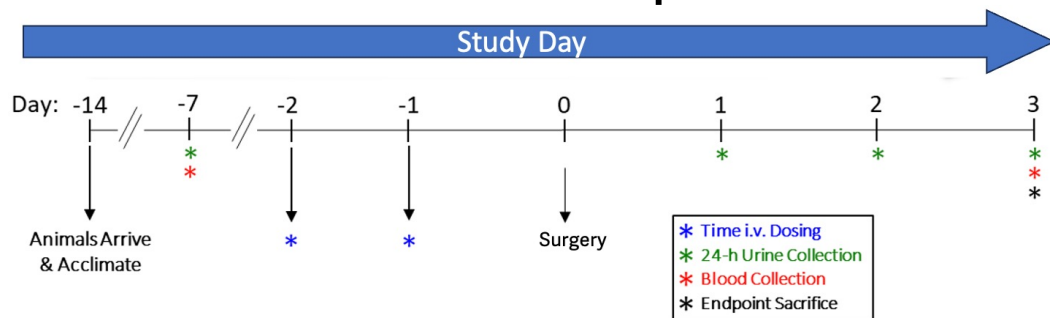 Study Day
Day: -14 -7 -2 -1 0 1 2 3
* * *
* *
*
Animals Arrive
& Acclimate
* *
Surgery
* Time i.v. Dosing
* 24-h Urine Collection
* Blood Collection
* Endpoint Sacrifice